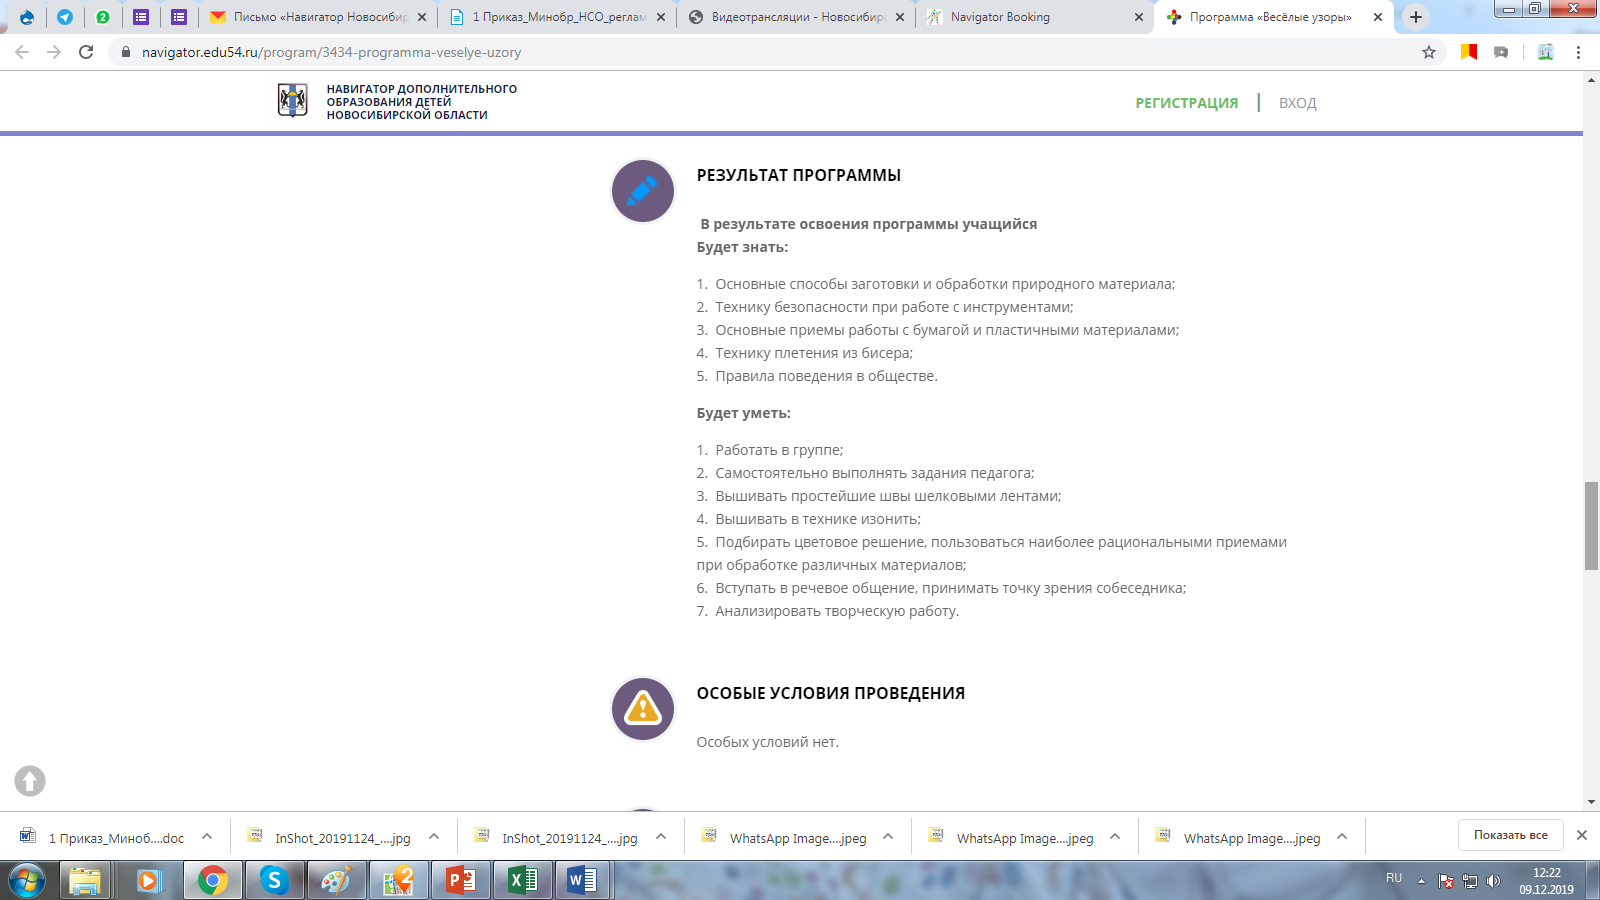 Письмо «Навигатор Новосибир
1 Приказ_Минобр_НСО_реглам
Видеотрансляции - Новосибирс
Navigator Booking
Программа «Весёлые узоры»
navigator.edu54.ru/program/3434-programma-veselye-uzory
НАВИГАТОР ДОПОЛНИТЕЛЬНОГО
ОБРАЗОВАНИЯ ДЕТЕЙ
НОВОСИБИРСКОЙ ОБЛАСТИ
РЕГИСТРАЦИЯ | ВХОД
РЕЗУЛЬТАТ ПРОГРАММЫ
В результате освоения программы учащийся
Будет знать:
1. Основные способы заготовки и обработки природного материала;
2. Технику безопасности при работе с инструментами;
3. Основные приемы работы с бумагой и пластичными материалами;
4. Технику плетения из бисера;
5. Правила поведения в обществе.
Будет уметь:
1. Работать в группе;
2. Самостоятельно выполнять задания педагога;
3. Вышивать простейшие швы шелковыми лентами;
4. Вышивать в технике изонить;
5. Подбирать цветовое решение, пользоваться наиболее рациональными приемами
при обработке различных материалов;
6. Вступать в речевое общение, принимать точку зрения собеседника;
7. Анализировать творческую работу.
ОСОБЫЕ УСЛОВИЯ ПРОВЕДЕНИЯ
Особых условий нет.
1 Приказ_Миноб....doc
InShot_20191124_....jpg
InShot_20191124_....jpg
WhatsApp Image....jpeg
WhatsApp Image....jpeg
WhatsApp Image....jpeg
Показать все
RU
12:22
09.12.2019